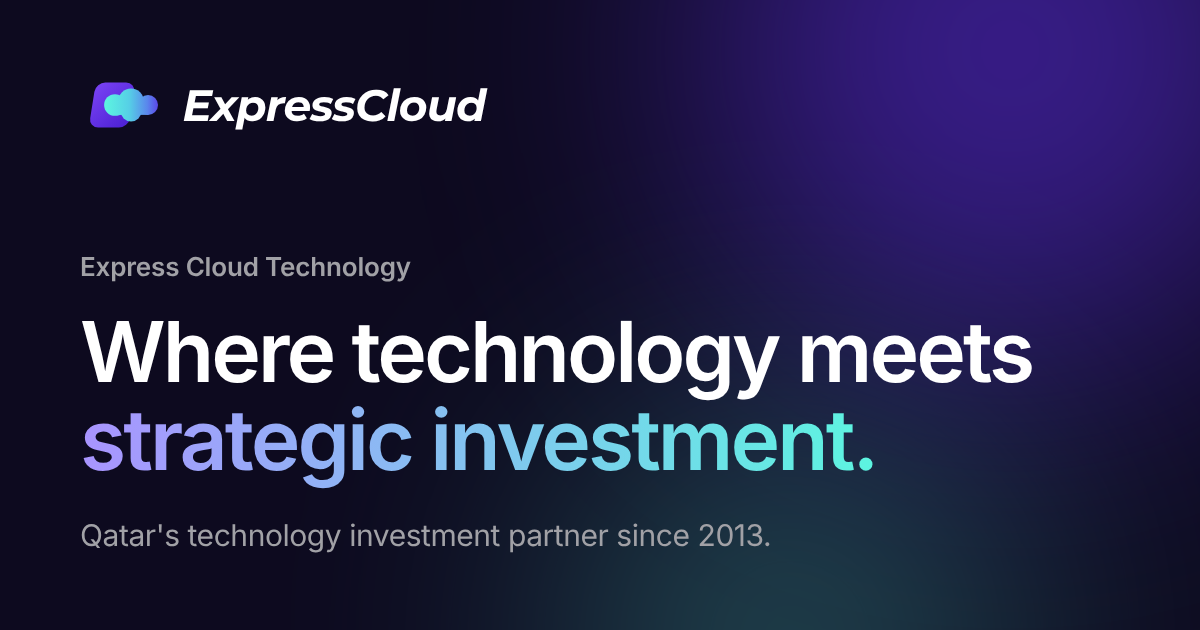 ExpressCloud
Express Cloud Technology
Where technology meets
strategic investment.
Qatar's technology investment partner since 2013.